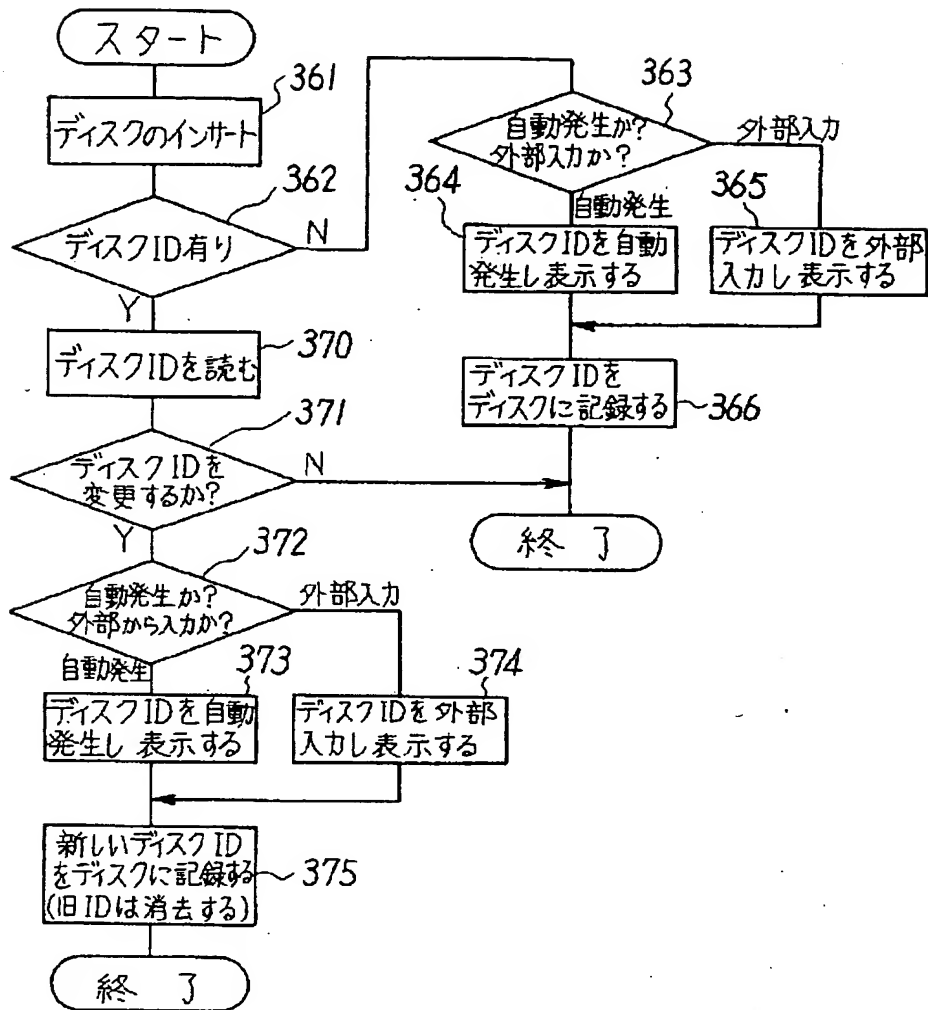 スタート
361
ディスクのインサート
362
ディスクID有り
N
Y
370
ディスクIDを読む
371
ディスクIDを
変更するか?
N
Y
372
自動発生か?
外部から入力か?
外部入力
自動発生
373
ディスクIDを自動
発生し表示する
374
ディスクIDを外部
入力し表示する
新しいディスクID
をディスクに記録する
(旧IDは消去する)
375
終了
363
自動発生か?
外部入力か?
外部入力
364
自動発生
365
ディスクIDを自動
発生し表示する
ディスクIDを外部
入力し表示する
ディスクIDを
ディスクに記録する
366
終了